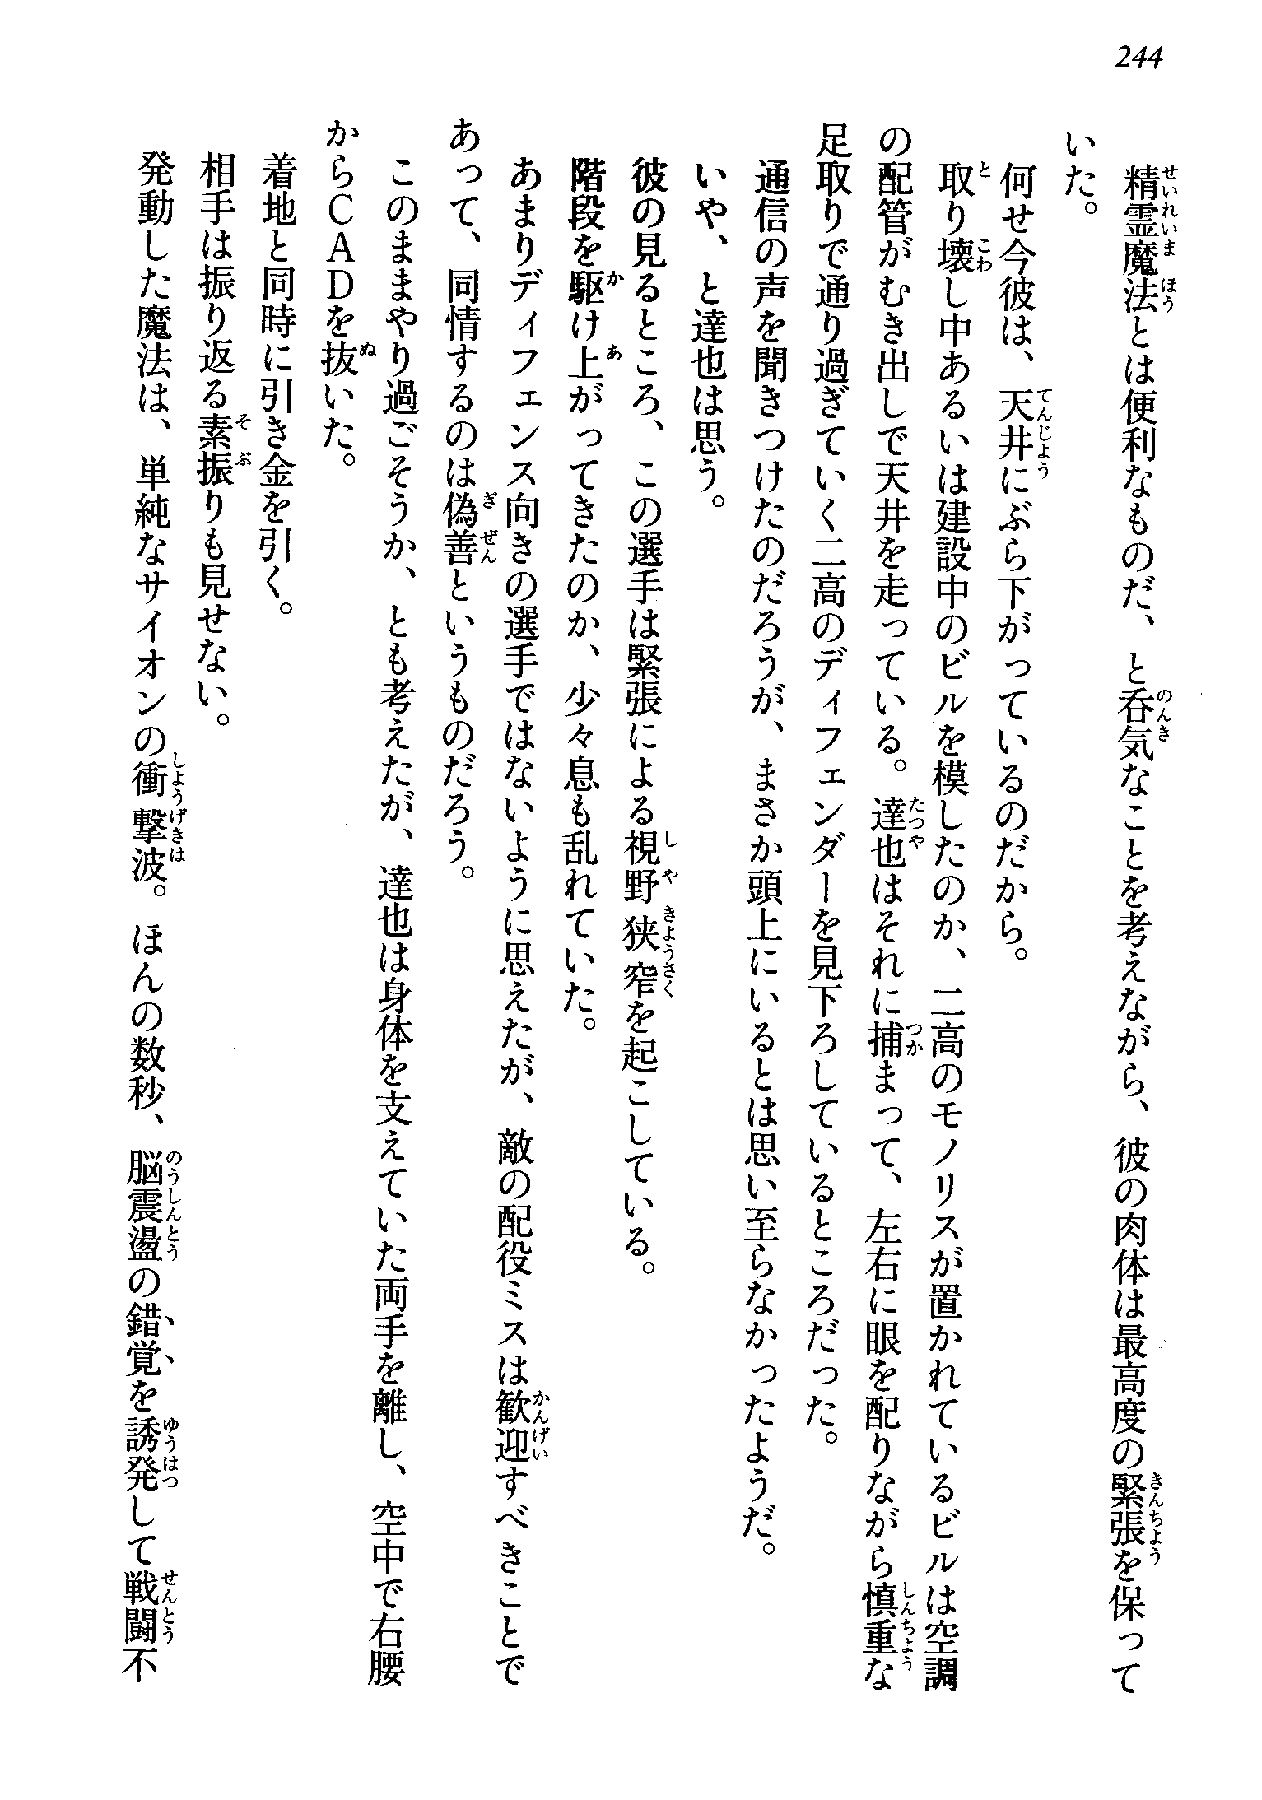 244
精霊魔法とは便利なものだ、と呑気なことを考えながら、彼の肉体は最高度の緊張を保って
いた。
何せ今彼は、天井にぶら下がっているのだから。
取り壊し中あるいは建設中のビルを模したのか、二高のモノリスが置かれているビルは空調
の配管がむき出しで天井を走っている。達也はそれに捕まって、左右に眼を配りながら慎重な
足取りで通り過ぎていく二高のディフェンダーを見下ろしているところだった。
通信の声を聞きつけたのだろうが、まさか頭上にいるとは思い至らなかったようだ。
いや、と達也は思う。
彼の見るところ、この選手は緊張による視野狭窄を起こしている。
階段を駆け上がってきたのか、少々息も乱れていた。
あまりディフェンス向きの選手ではないように思えたが、敵の配役ミスは歓迎すべきことで
あって、同情するのは偽善というものだろう。
このままやり過ごそうか、とも考えたが、達也は身体を支えていた両手を離し、空中で右腰
からＣＡＤを抜いた。
着地と同時に引き金を引く。
相手は振り返る素振りも見せない。
発動した魔法は、単純なサイオンの衝撃波。ほんの数秒、脳震盪の錯覚を誘発して戦闘不